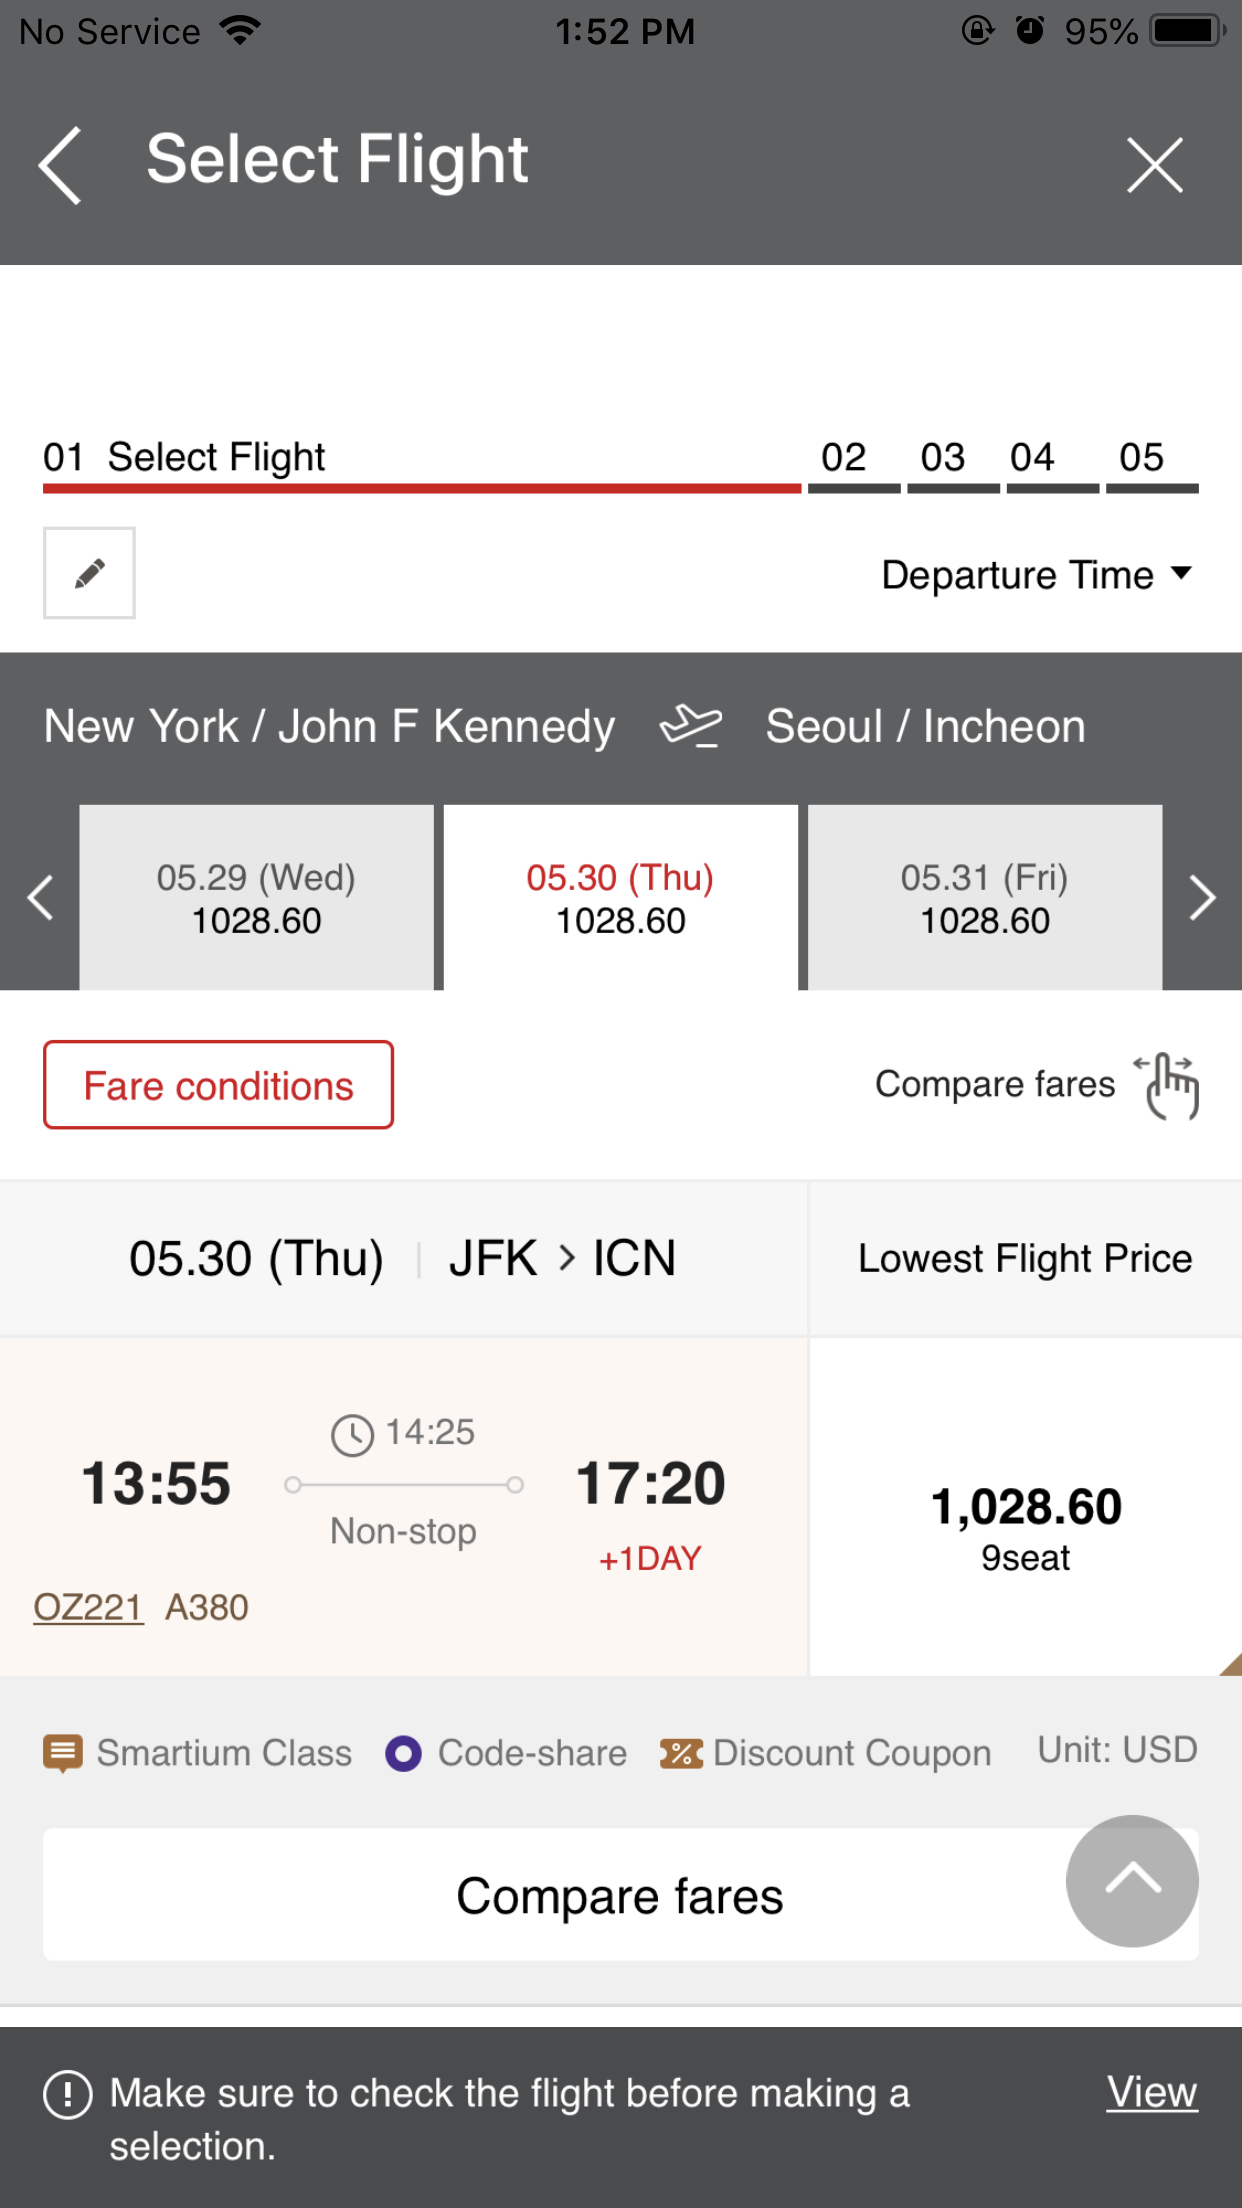 No Service 1:52 PM 95%
Select Flight
01 Select Flight 02 03 04 05
Departure Time
New York / John F Kennedy Seoul / Incheon
05.29 (Wed) 05.30 (Thu) 05.31 (Fri)
1028.60 1028.60 1028.60
Fare conditions Compare fares
05.30 (Thu) JFK > ICN Lowest Flight Price
14:25
13:55 17:20 1,028.60
Non-stop +1DAY 9seat
OZ221 A380
Smartium Class Code-share % Discount Coupon Unit: USD
Compare fares
Make sure to check the flight before making a View
selection.